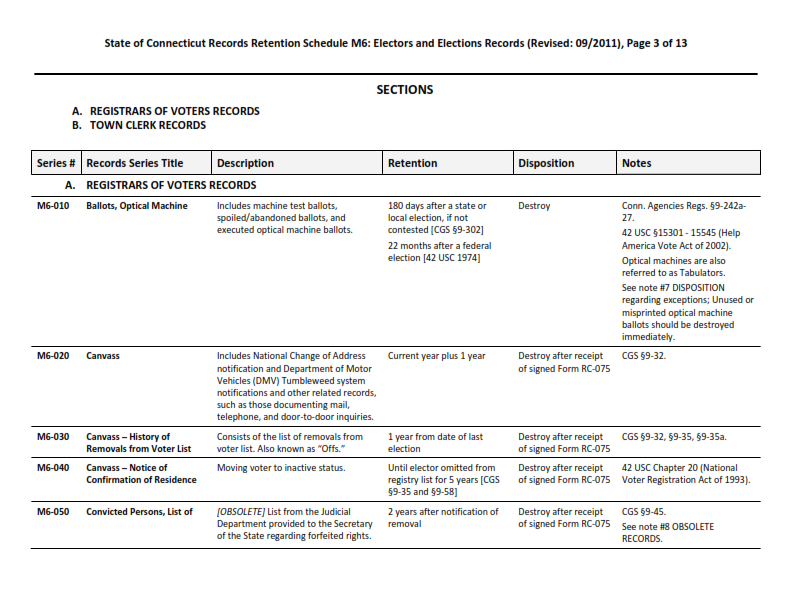 State of Connecticut Records Retention Schedule M6: Electors and Elections Records (Revised: 09/2011), Page 3 of 13
SECTIONS
A. REGISTRARS OF VOTERS RECORDS
B. TOWN CLERK RECORDS
Series # Records Series Title Description Retention Disposition Notes
A. REGISTRARS OF VOTERS RECORDS
M6-010
Ballots, Optical Machine
Includes machine test ballots,
spoiled/abandoned ballots, and
executed optical machine ballots.
180 days after a state or
local election, if not
contested [CGS §9-302]
22 months after a federal
election [42 USC 1974]
Destroy
Conn. Agencies Regs. §9-242a-
27.
42 USC §15301 - 15545 (Help
America Vote Act of 2002).
Optical machines are also
referred to as Tabulators.
See note #7 DISPOSITION
regarding exceptions; Unused or
misprinted optical machine
ballots should be destroyed
immediately.
M6-020
Canvass
Includes National Change of Address
notification and Department of Motor
Vehicles (DMV) Tumbleweed system
notifications and other related records,
such as those documenting mail,
telephone, and door-to-door inquiries.
Current year plus 1 year
Destroy after receipt
of signed Form RC-075
CGS §9-32.
M6-030
Canvass – History of
Removals from Voter List
Consists of the list of removals from
voter list. Also known as “Offs.”
1 year from date of last
election
Destroy after receipt
of signed Form RC-075
CGS §9-32, §9-35, §9-35a.
M6-040
Canvass – Notice of
Confirmation of Residence
Moving voter to inactive status.
Until elector omitted from
registry list for 5 years [CGS
§9-35 and §9-58]
Destroy after receipt
of signed Form RC-075
42 USC Chapter 20 (National
Voter Registration Act of 1993).
M6-050
Convicted Persons, List of
[OBSOLETE] List from the Judicial
Department provided to the Secretary
of the State regarding forfeited rights.
2 years after notification of
removal
Destroy after receipt
of signed Form RC-075
CGS §9-45.
See note #8 OBSOLETE
RECORDS.